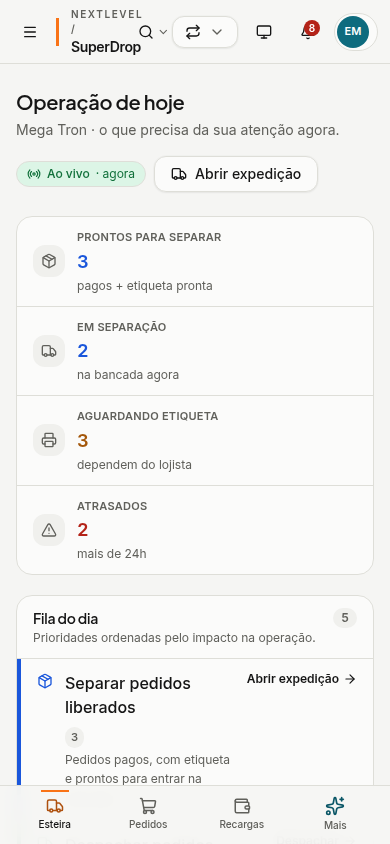 NEXTLEVEL
/
SuperDrop
8
EM
Operação de hoje
Mega Tron · o que precisa da sua atenção agora.
Ao vivo · agora
Abrir expedição
PRONTOS PARA SEPARAR
3
pagos + etiqueta pronta
EM SEPARAÇÃO
2
na bancada agora
AGUARDANDO ETIQUETA
3
dependem do lojista
ATRASADOS
2
mais de 24h
Fila do dia
5
Prioridades ordenadas pelo impacto na operação.
Separar pedidos
liberados
Abrir expedição
3
Pedidos pagos, com etiqueta
e prontos para entrar na
Esteira
Pedidos
Recargas
Mais